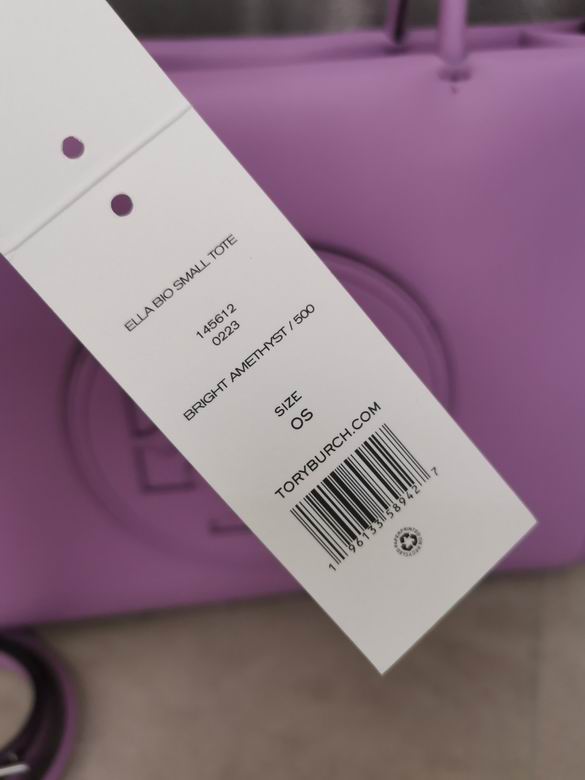 ELLA BIO SMALL TOTE
145612
0223
BRIGHT AMETHYST / 500
SIZE
OS
TORYBURCH.COM
1 96133 58942 7